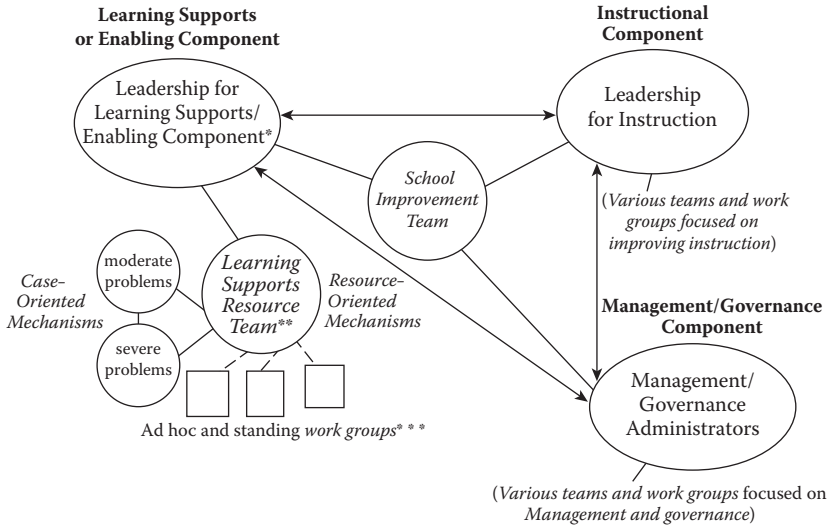 Learning Supports
or Enabling Component
Instructional
Component
Leadership for
Learning Supports/
Enabling Component*
Leadership
for Instruction
School
Improvement
Team
(Various teams and work
groups focused on
improving instruction)
Case–
Oriented
Mechanisms
moderate
problems
severe
problems
Learning
Supports
Resource
Team**
Resource–
Oriented
Mechanisms
Management/Governance
Component
Management/
Governance
Administrators
Ad hoc and standing work groups***
(Various teams and work groups focused on
Management and governance)